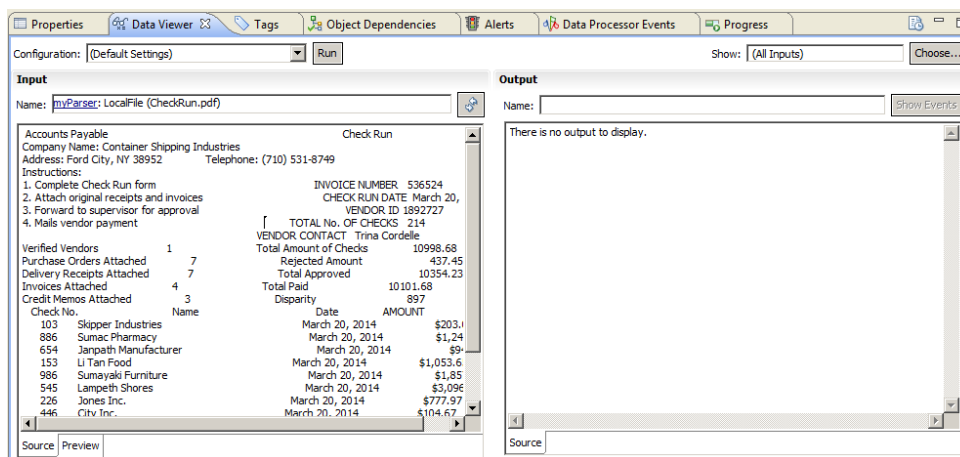 Properties Data Viewer Tags Object Dependencies Alerts Data Processor Events Progress
Configuration: (Default Settings) Run Show: (All Inputs) Choose...
Input
Name: myParser: LocalFile (CheckRun.pdf)
Accounts Payable Check Run
Company Name: Container Shipping Industries
Address: Ford City, NY 38952 Telephone: (710) 531-8749
Instructions:
1. Complete Check Run form INVOICE NUMBER 536524
2. Attach original receipts and invoices CHECK RUN DATE March 20,
3. Forward to supervisor for approval VENDOR ID 1892727
4. Mails vendor payment TOTAL No. OF CHECKS 214
VENDOR CONTACT Trina Cordelle
Verified Vendors 1 Total Amount of Checks 10998.68
Purchase Orders Attached 7 Rejected Amount 437.45
Delivery Receipts Attached 7 Total Approved 10354.23
Invoices Attached 4 Total Paid 10101.68
Credit Memos Attached 3 Disparity 897
Check No. Name Date AMOUNT
103 Skipper Industries March 20, 2014 $203.
886 Sumac Pharmacy March 20, 2014 $1,24
654 Janpath Manufacturer March 20, 2014 $9
153 Li Tan Food March 20, 2014 $1,053.6
986 Sumayaki Furniture March 20, 2014 $1,85
545 Lampeth Shores March 20, 2014 $3,096
226 Jones Inc. March 20, 2014 $777.97
446 City Inc. March 20, 2014 $104.67
Source Preview
Output
Name: Show Events
There is no output to display.
Source